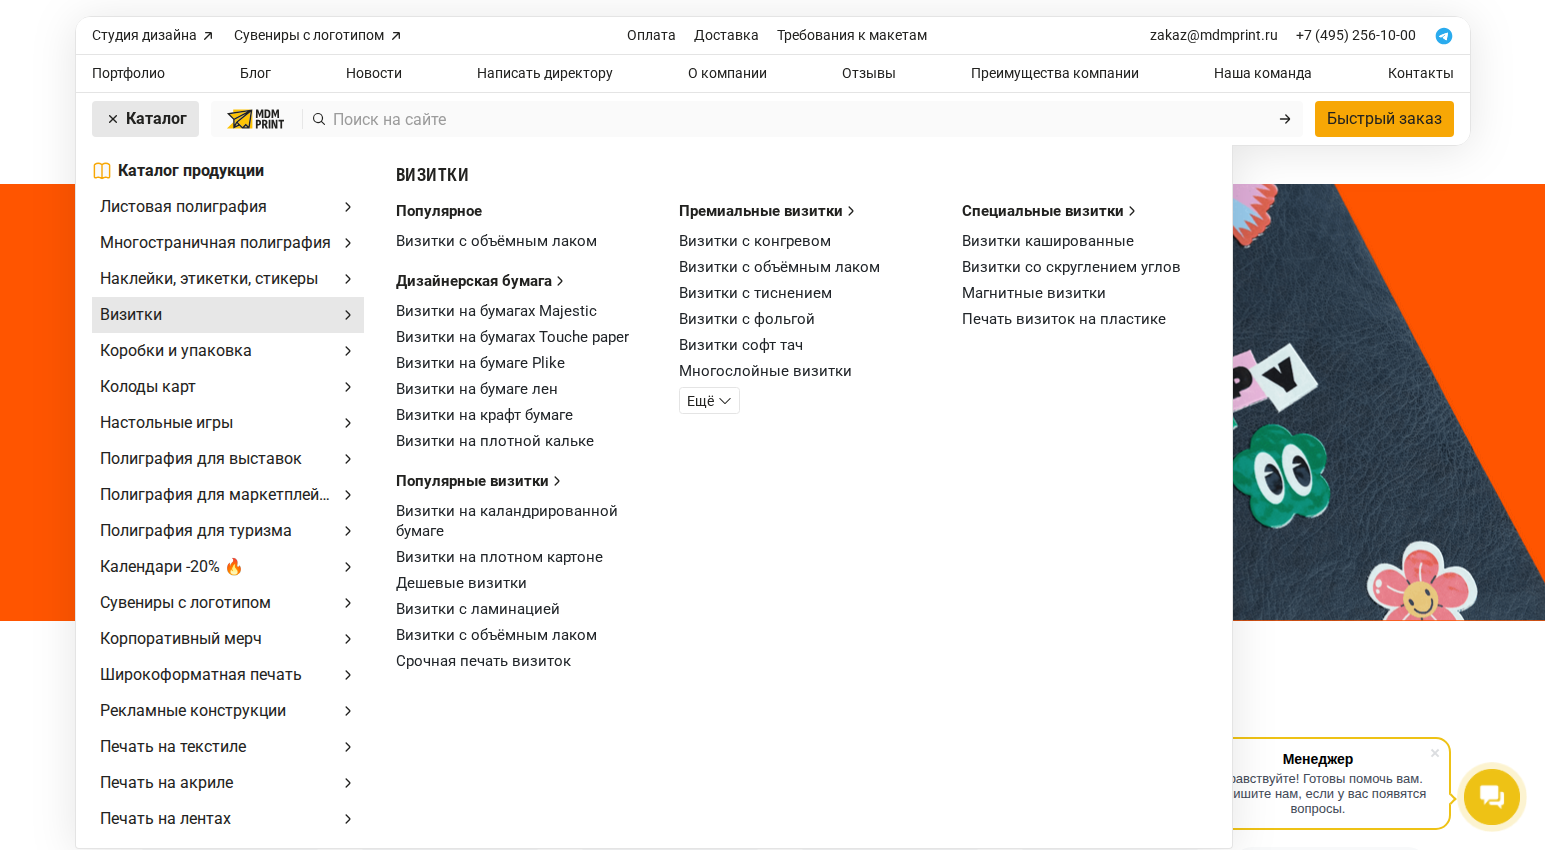 Студия дизайна
Сувениры с логотипом
Оплата
Доставка
Требования к макетам
zakaz@mdmprint.ru
+7 (495) 256-10-00
Портфолио
Блог
Новости
Написать директору
О компании
Отзывы
Преимущества компании
Наша команда
Контакты
Каталог
MDM
PRINT
Поиск на сайте
Быстрый заказ
Каталог продукции
Листовая полиграфия
Многостраничная полиграфия
Наклейки, этикетки, стикеры
Визитки
Коробки и упаковка
Колоды карт
Настольные игры
Полиграфия для выставок
Полиграфия для маркетплей...
Полиграфия для туризма
Календари -20% 🔥
Сувениры с логотипом
Корпоративный мерч
Широкоформатная печать
Рекламные конструкции
Печать на текстиле
Печать на акриле
Печать на лентах
ВИЗИТКИ
Популярное
Визитки с объёмным лаком
Дизайнерская бумага
Визитки на бумагах Majestic
Визитки на бумагах Touche paper
Визитки на бумаге Plike
Визитки на бумаге лен
Визитки на крафт бумаге
Визитки на плотной кальке
Популярные визитки
Визитки на каландрированной
бумаге
Визитки на плотном картоне
Дешевые визитки
Визитки с ламинацией
Визитки с объёмным лаком
Срочная печать визиток
Премиальные визитки
Визитки с конгревом
Визитки с объёмным лаком
Визитки с тиснением
Визитки с фольгой
Визитки софт тач
Многослойные визитки
Ещё
Специальные визитки
Визитки кашированные
Визитки со скруглением углов
Магнитные визитки
Печать визиток на пластике
PY
Менеджер
равствуйте! Готовы помочь вам.
ишите нам, если у вас появятся
вопросы.